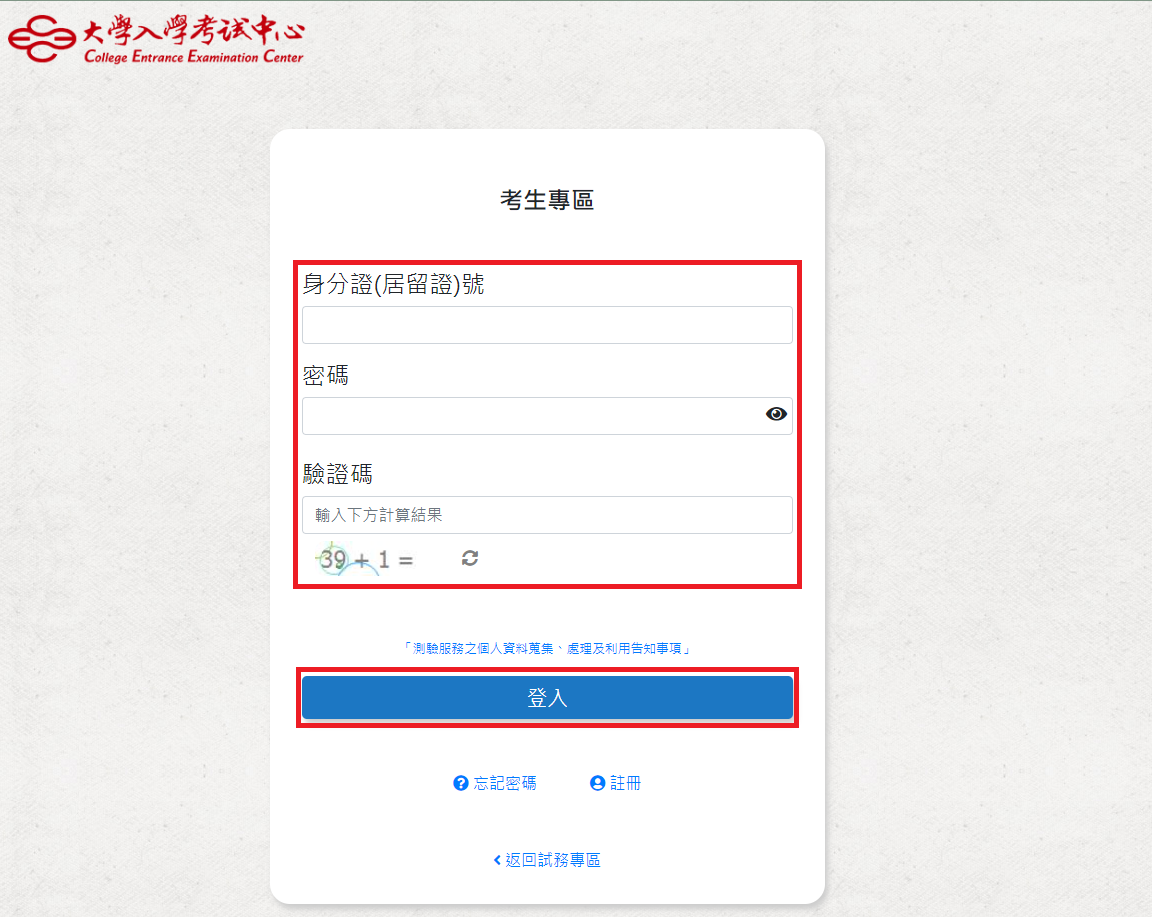 大學入學考試中心
College Entrance Examination Center
考生專區
身分證(居留證)號
密碼
驗證碼
輸入下方計算結果
39 + 1 =
「測驗服務之個人資料蒐集、處理及利用告知事項」
登入
忘記密碼 註冊
返回試務專區